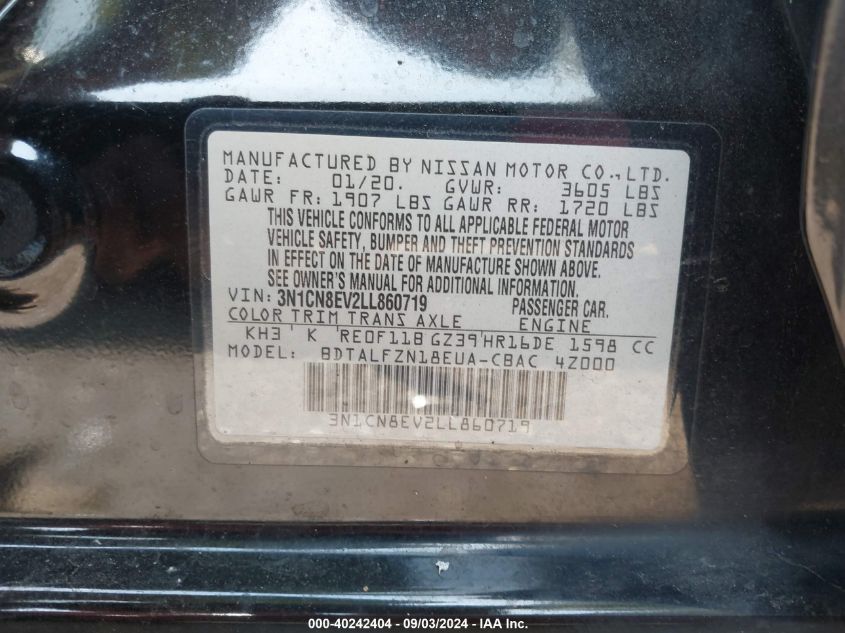 MANUFACTURED BY NISSAN MOTOR CO., LTD.
DATE: 01/20. GVWR: 3605 LBS
GAWR FR: 1907 LBS GAWR RR: 1720 LBS
THIS VEHICLE CONFORMS TO ALL APPLICABLE FEDERAL MOTOR
VEHICLE SAFETY, BUMPER AND THEFT PREVENTION STANDARDS
IN EFFECT ON THE DATE OF MANUFACTURE SHOWN ABOVE.
SEE OWNER'S MANUAL FOR ADDITIONAL INFORMATION.
VIN: 3N1CN8EV2LL860719 PASSENGER CAR.
COLOR TRIM TRANS AXLE ENGINE
KH3 ' K 'RE0F11B GZ39'HR16DE 1598 CC
MODEL: BDTALFZN18EUA-CBAC 4Z000
3N1CN8EV2LL860719
000-40242404 - 09/03/2024 - IAA Inc.